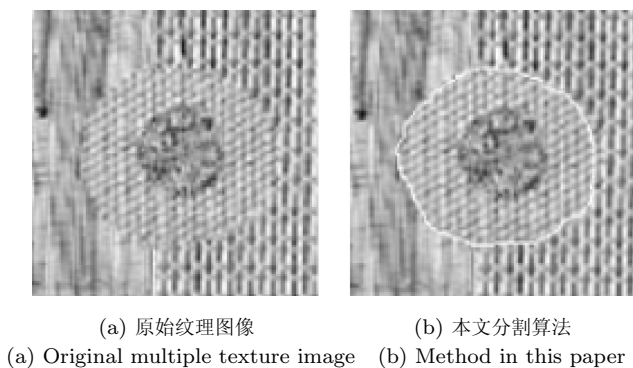 (a) 原始纹理图像 (b) 本文分割算法
(a) Original multiple texture image (b) Method in this paper